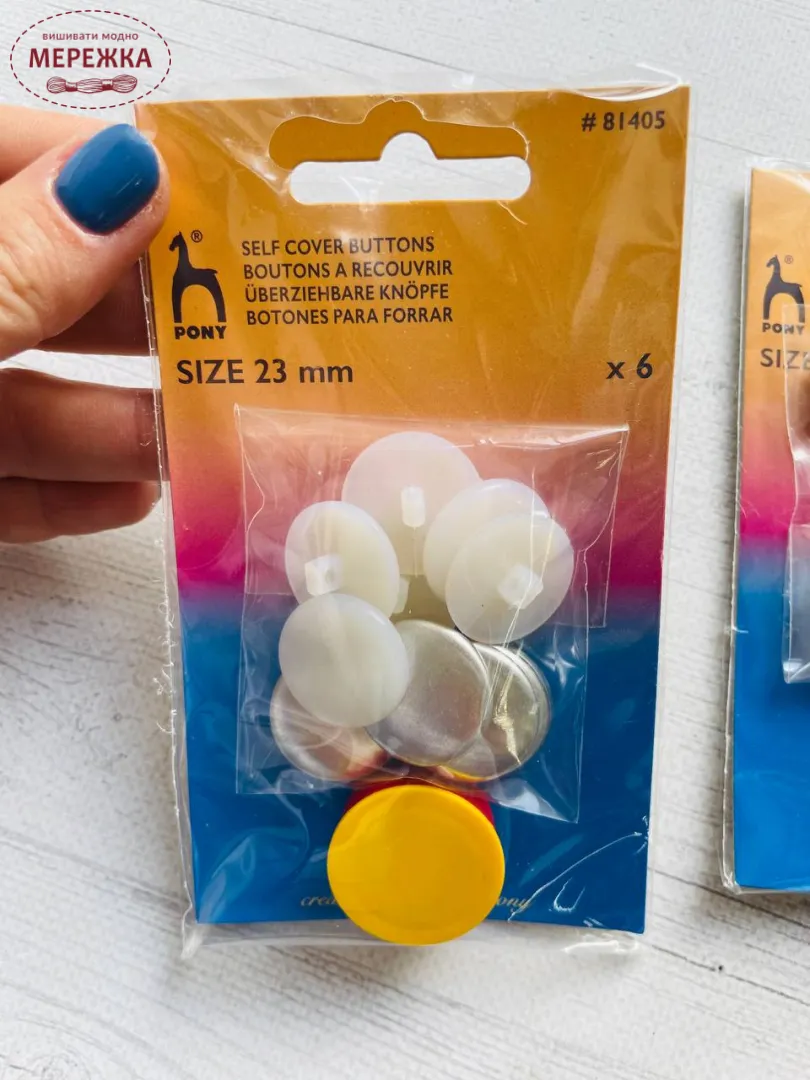 вишивати модно
МЕРЕЖКА
# 81405
®
SELF COVER BUTTONS
BOUTONS A RECOUVRIR
ÜBERZIEHBARE KNÖPFE
BOTONES PARA FORRAR
PONY
SIZE 23 mm
x 6
®
PONY